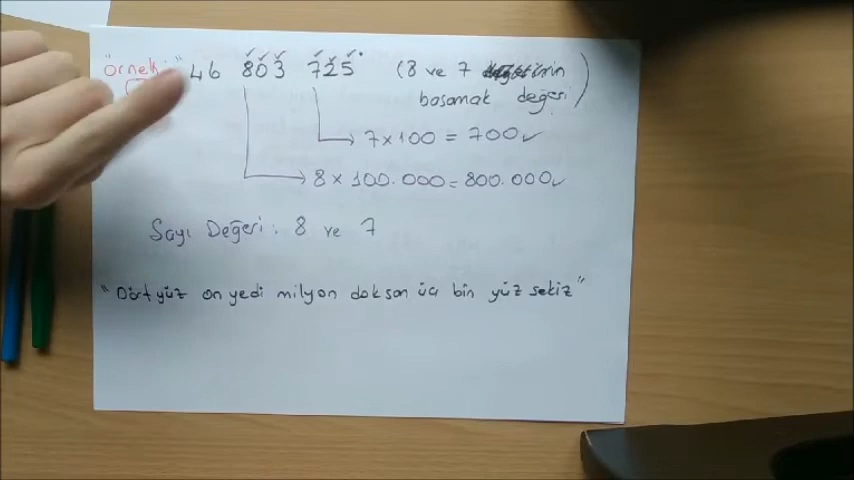 "örnek:" 46 803 725 (8 ve 7 nin
basamak değeri)
7 x 100 = 700
8 x 100.000 = 800.000
Sayı Değeri : 8 ve 7
"Dörtyüz on yedi milyon doksan üç bin yüz sekiz"